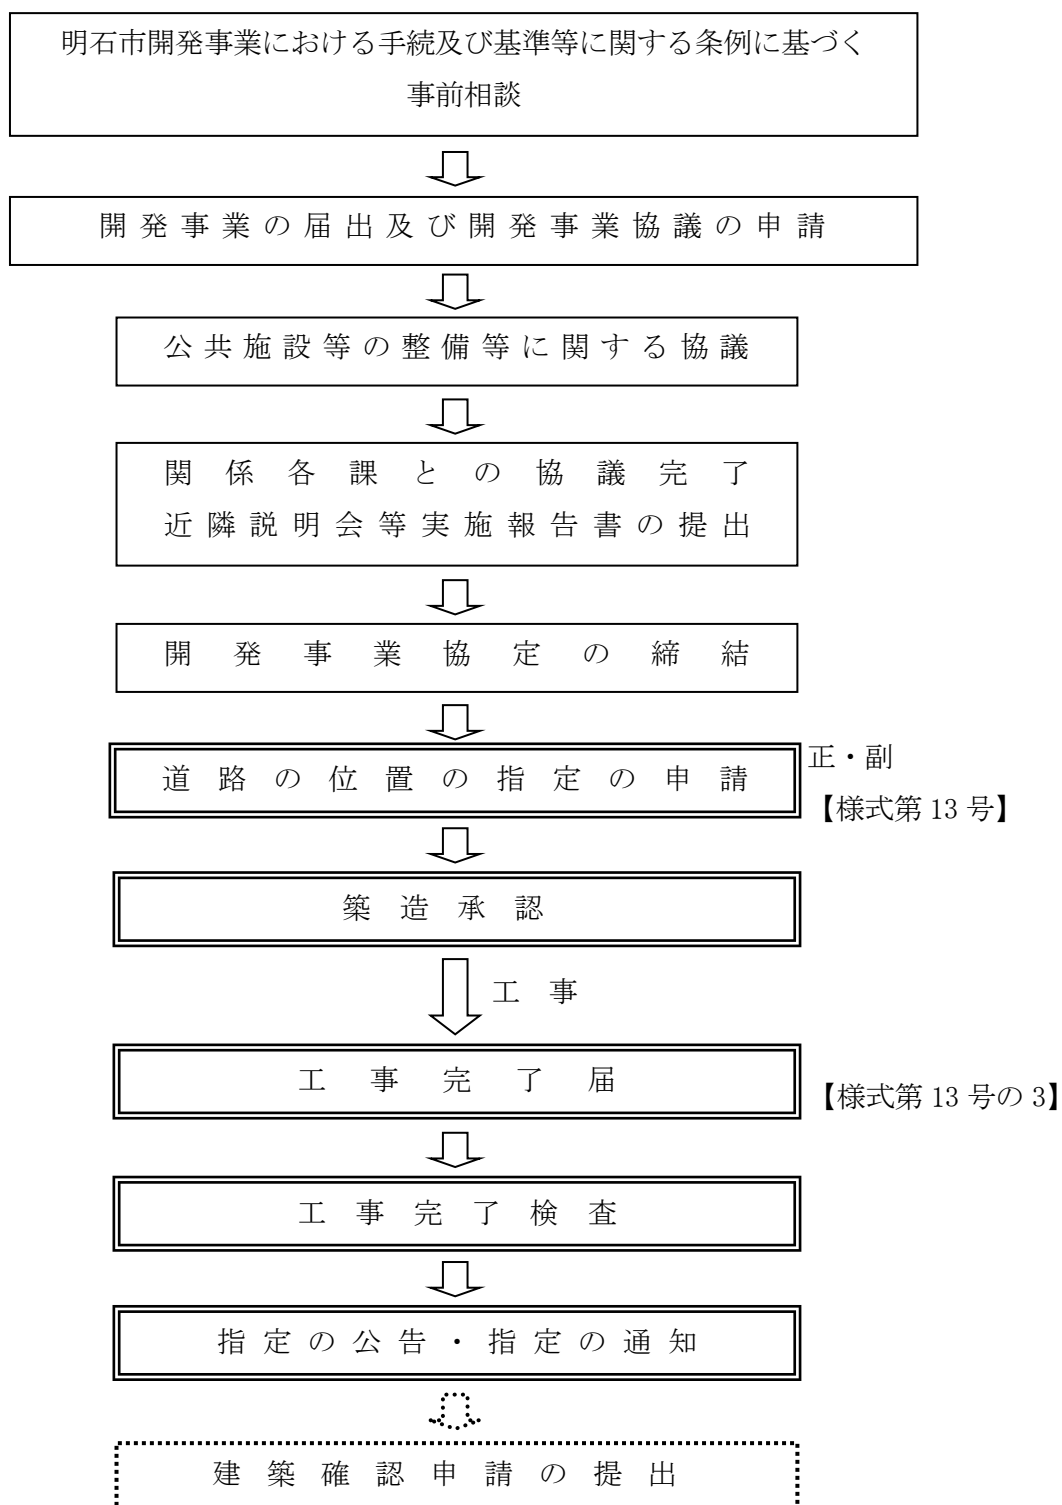 明石市開発事業における手続及び基準等に関する条例に基づく
事前相談
開発事業の届出及び開発事業協議の申請
公共施設等の整備等に関する協議
関係各課との協議完了
近隣説明会等実施報告書の提出
開発事業協定の締結
道路の位置の指定の申請
正・副
【様式第 13 号】
築造承認
工事
工事完了届
【様式第 13 号の 3】
工事完了検査
指定の公告・指定の通知
建築確認申請の提出